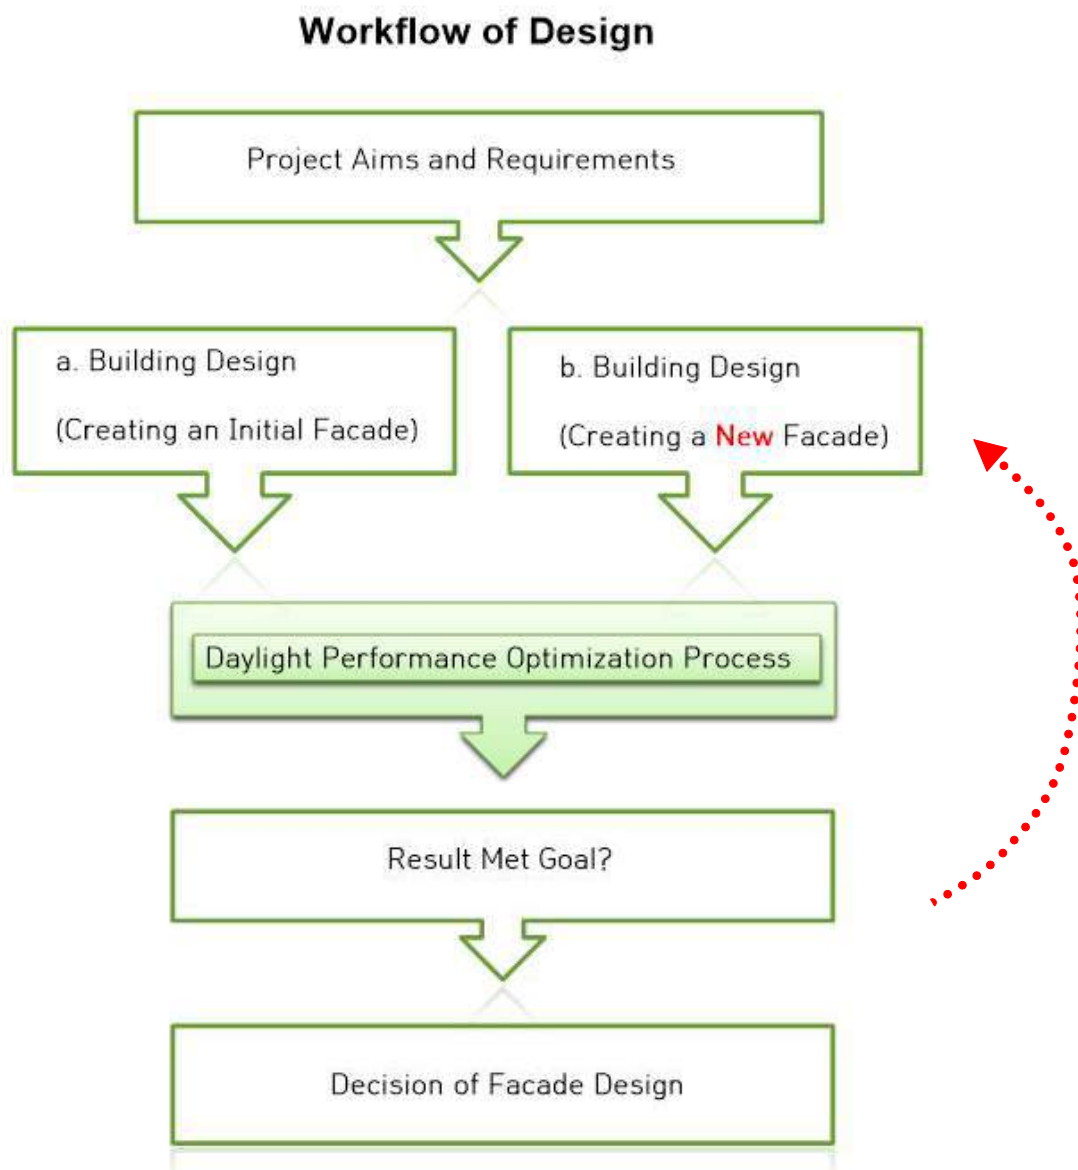 Workflow of Design
Project Aims and Requirements
a. Building Design
(Creating an Initial Facade)
b. Building Design
(Creating a New Facade)
Daylight Performance Optimization Process
Result Met Goal?
Decision of Facade Design